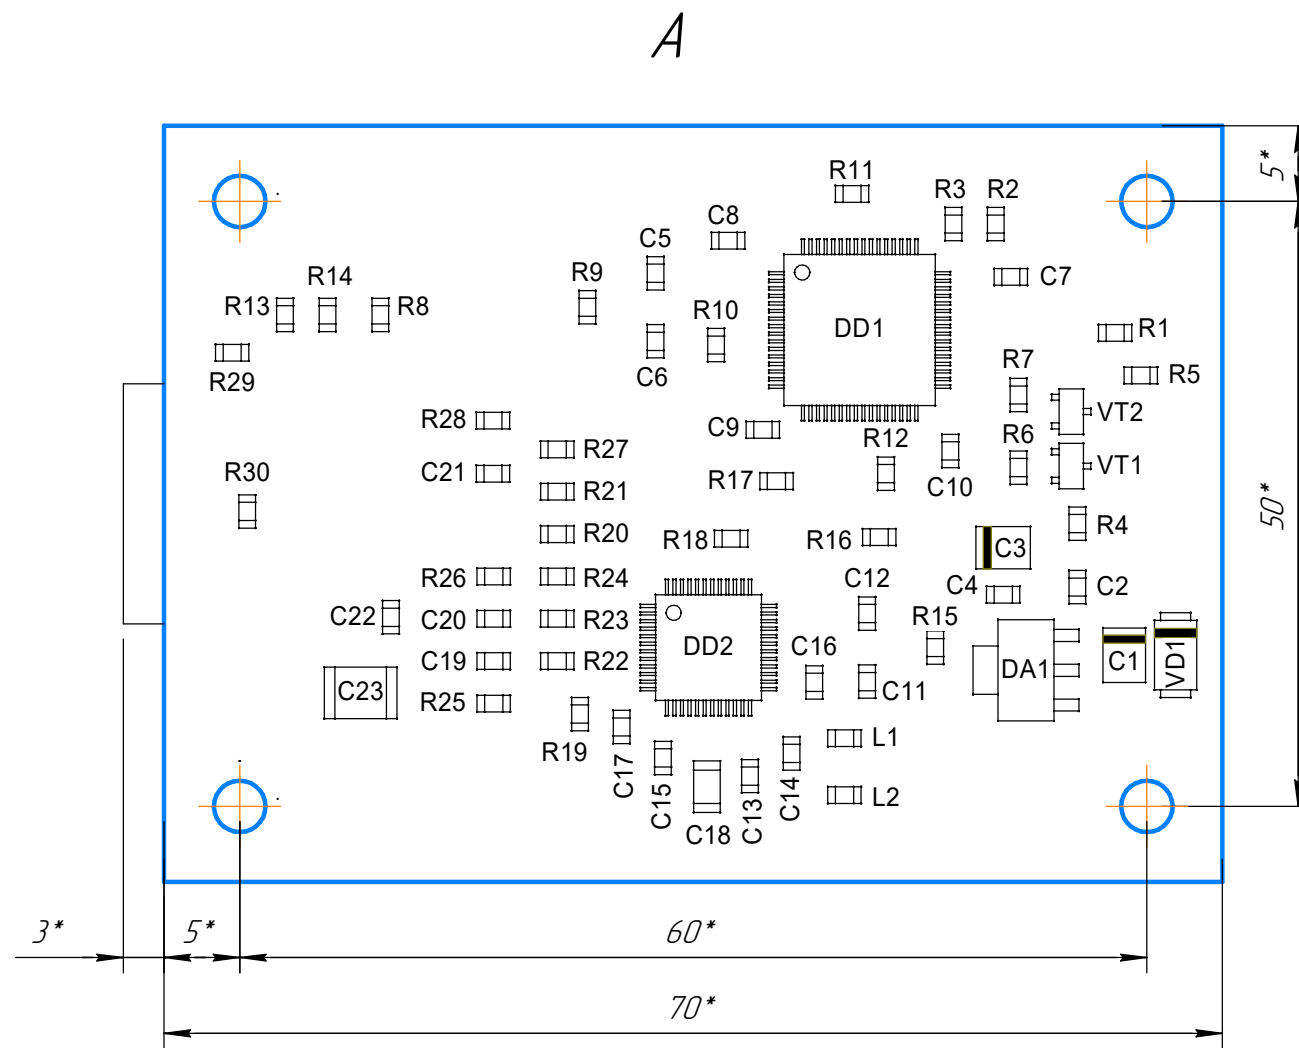 A
5*
R11
R3
R2
C8
C5
R9
R14
R13
R8
C7
R10
DD1
R1
R29
C6
R7
R5
VT2
R28
C9
R27
R12
R6
VT1
C21
R30
R17
C10
R21
50*
R4
R20
R18
R16
C3
R26
R24
C12
C4
C2
C22
C20
R23
R15
DD2
C16
C19
R22
DA1
C1
VD1
C23
C11
R25
R19
C17
L1
C15
C18
C13
C14
L2
3*
5*
60*
70*